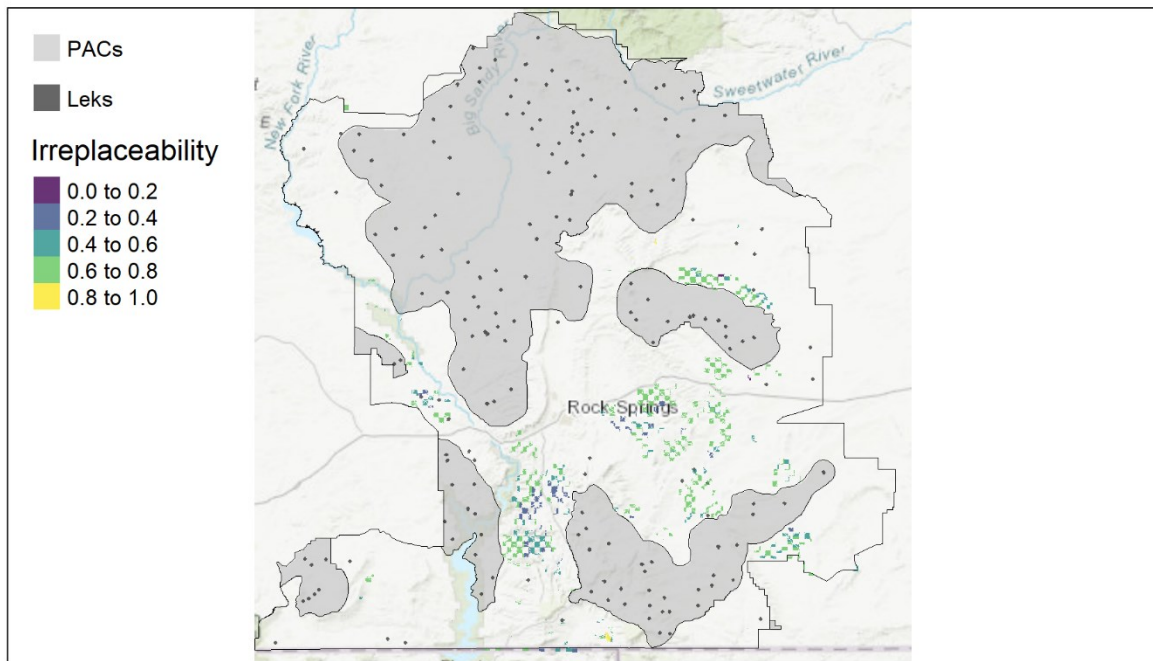 PACs
Leks
Irreplaceability
0.0 to 0.2
0.2 to 0.4
0.4 to 0.6
0.6 to 0.8
0.8 to 1.0
New Fork River
Big Sandy River
Sweetwater River
Rock Springs